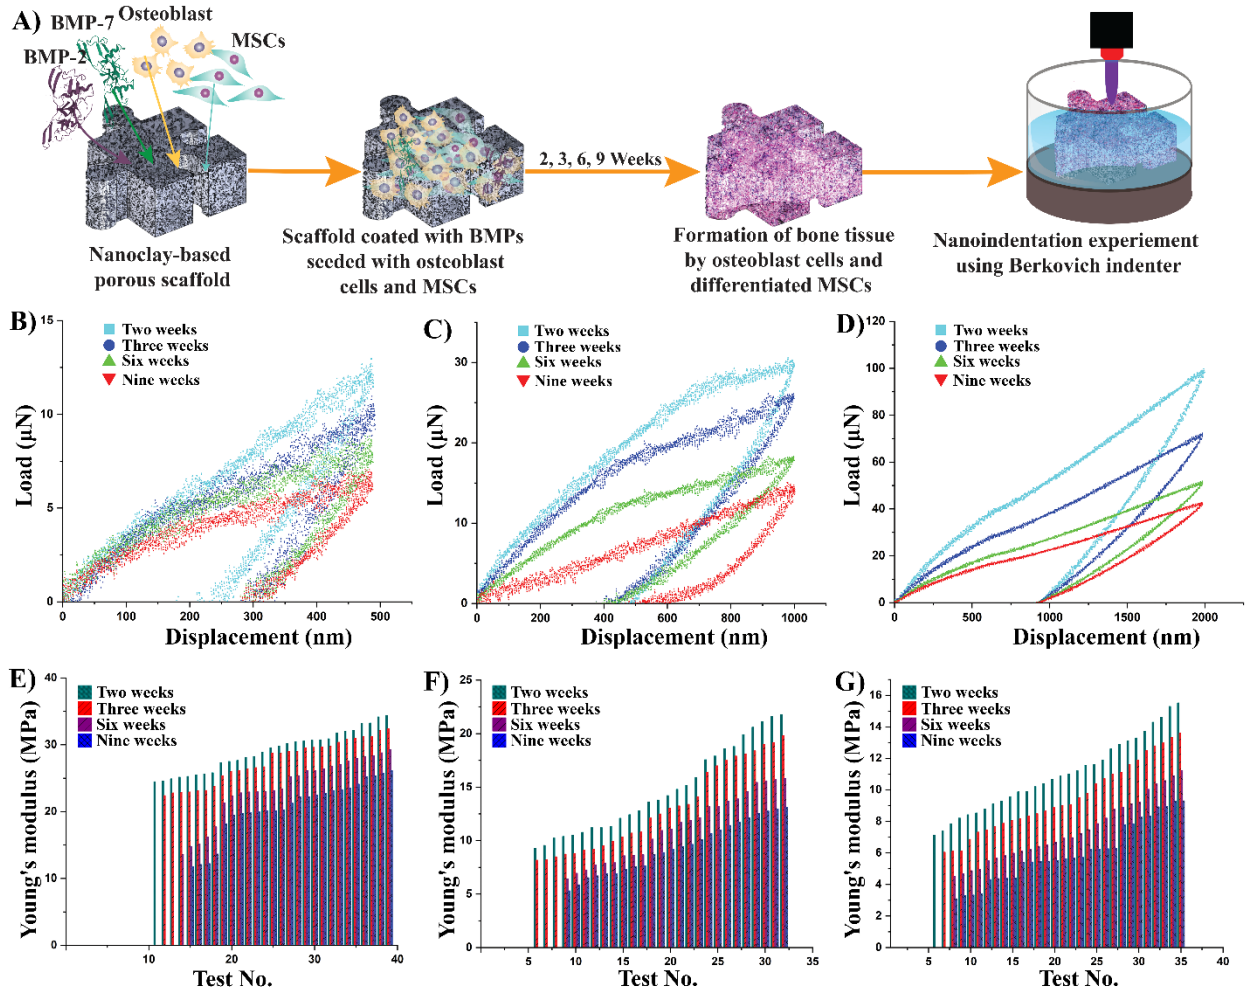 A)
BMP-7
Osteoblast
BMP-2
MSCs
2, 3, 6, 9 Weeks
Nanoclay-based
porous scaffold
Scaffold coated with BMPs
seeded with osteoblast
cells and MSCs
Formation of bone tissue
by osteoblast cells and
differentiated MSCs
Nanoindentation experiement
using Berkovich indenter
B)
Two weeks
Three weeks
Six weeks
Nine weeks
Load (µN)
15
10
5
0
0 100 200 300 400 500 600
Displacement (nm)
C)
Two weeks
Three weeks
Six weeks
Nine weeks
Load (µN)
30
20
10
0
0 200 400 600 800 1000
Displacement (nm)
D)
Two weeks
Three weeks
Six weeks
Nine weeks
Load (µN)
120
100
80
60
40
20
0
0 500 1000 1500 2000
Displacement (nm)
E)
Two weeks
Three weeks
Six weeks
Nine weeks
Young's modulus (MPa)
40
30
20
10
0
10 20 30 40
Test No.
F)
Two weeks
Three weeks
Six weeks
Nine weeks
Young's modulus (MPa)
25
20
15
10
5
0
5 10 15 20 25 30 35
Test No.
G)
Two weeks
Three weeks
Six weeks
Nine weeks
Young's modulus (MPa)
16
14
12
10
8
6
4
2
0
5 10 15 20 25 30 35 40
Test No.